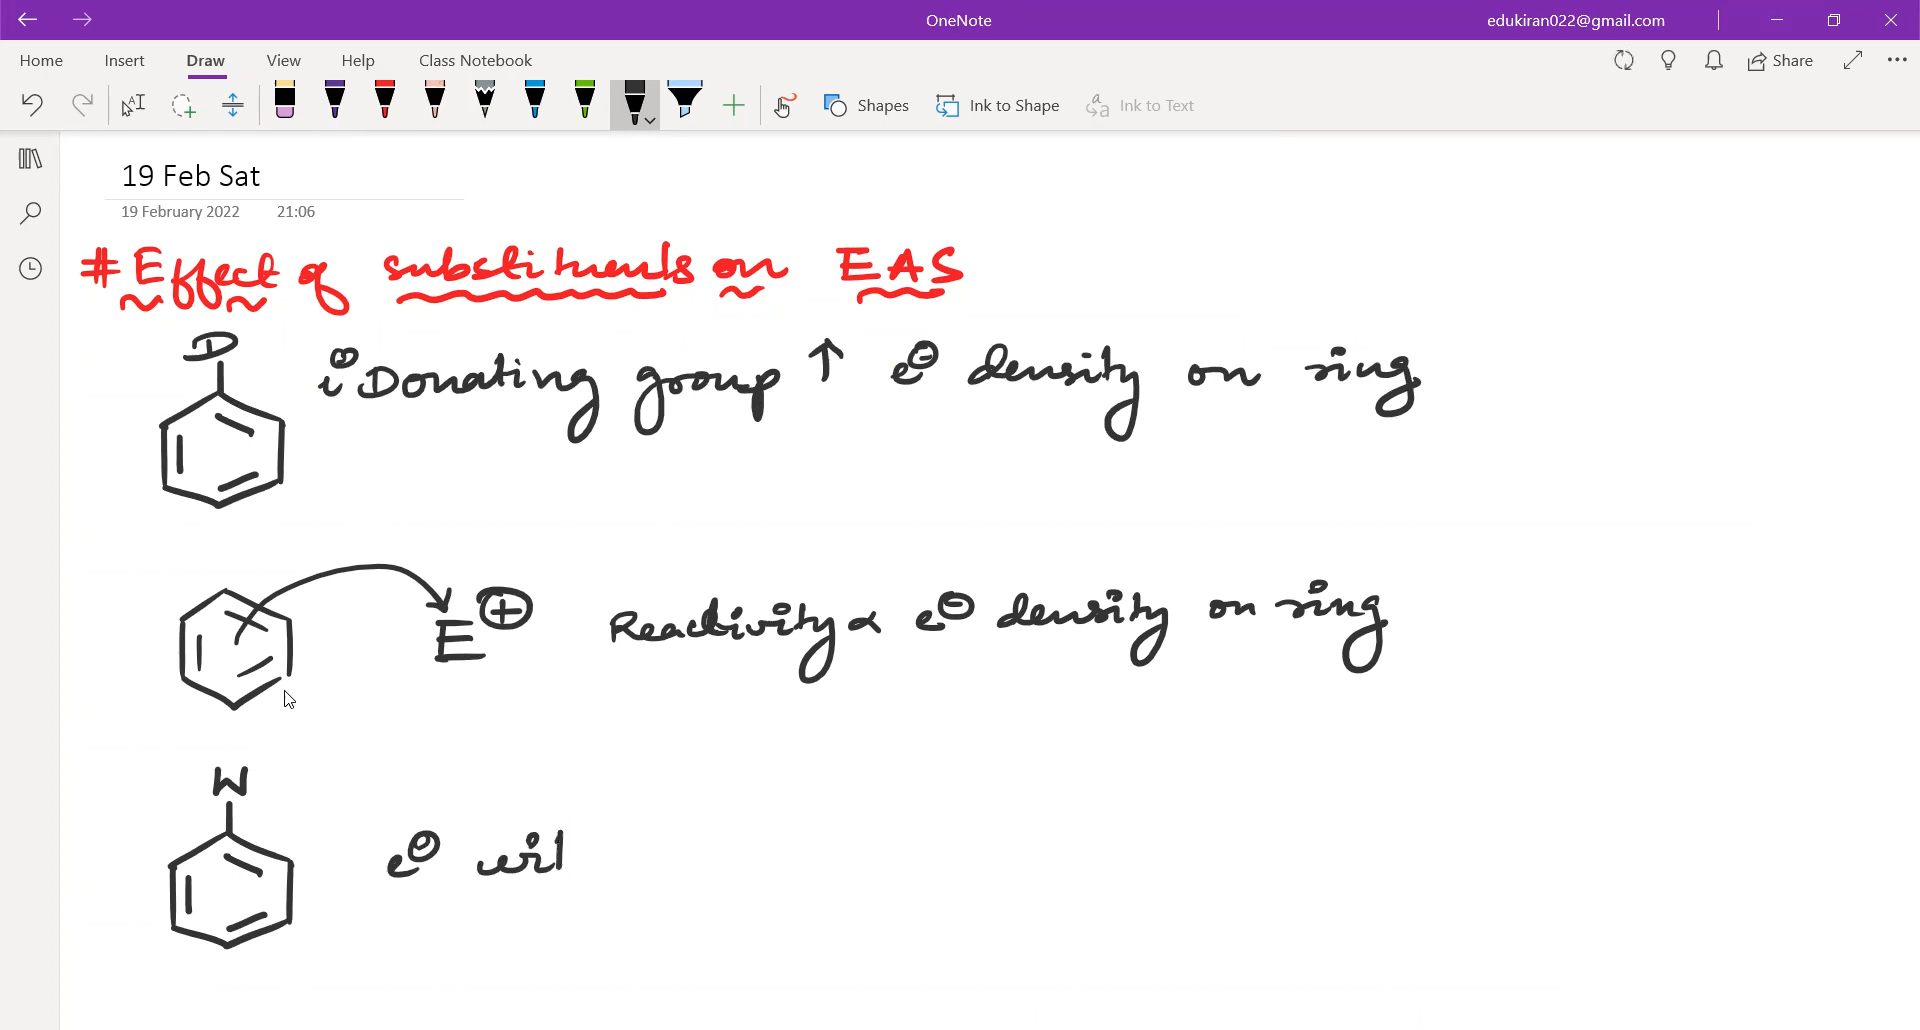 OneNote
edukiran022@gmail.com
Home Insert Draw View Help Class Notebook
Share
Shapes Ink to Shape Ink to Text
19 Feb Sat
19 February 2022 21:06
# Effect of substituents on EAS
D
i Donating group ↑ e⊖ density on ring
E⊕ Reactivity ∝ e⊖ density on ring
W
e⊖